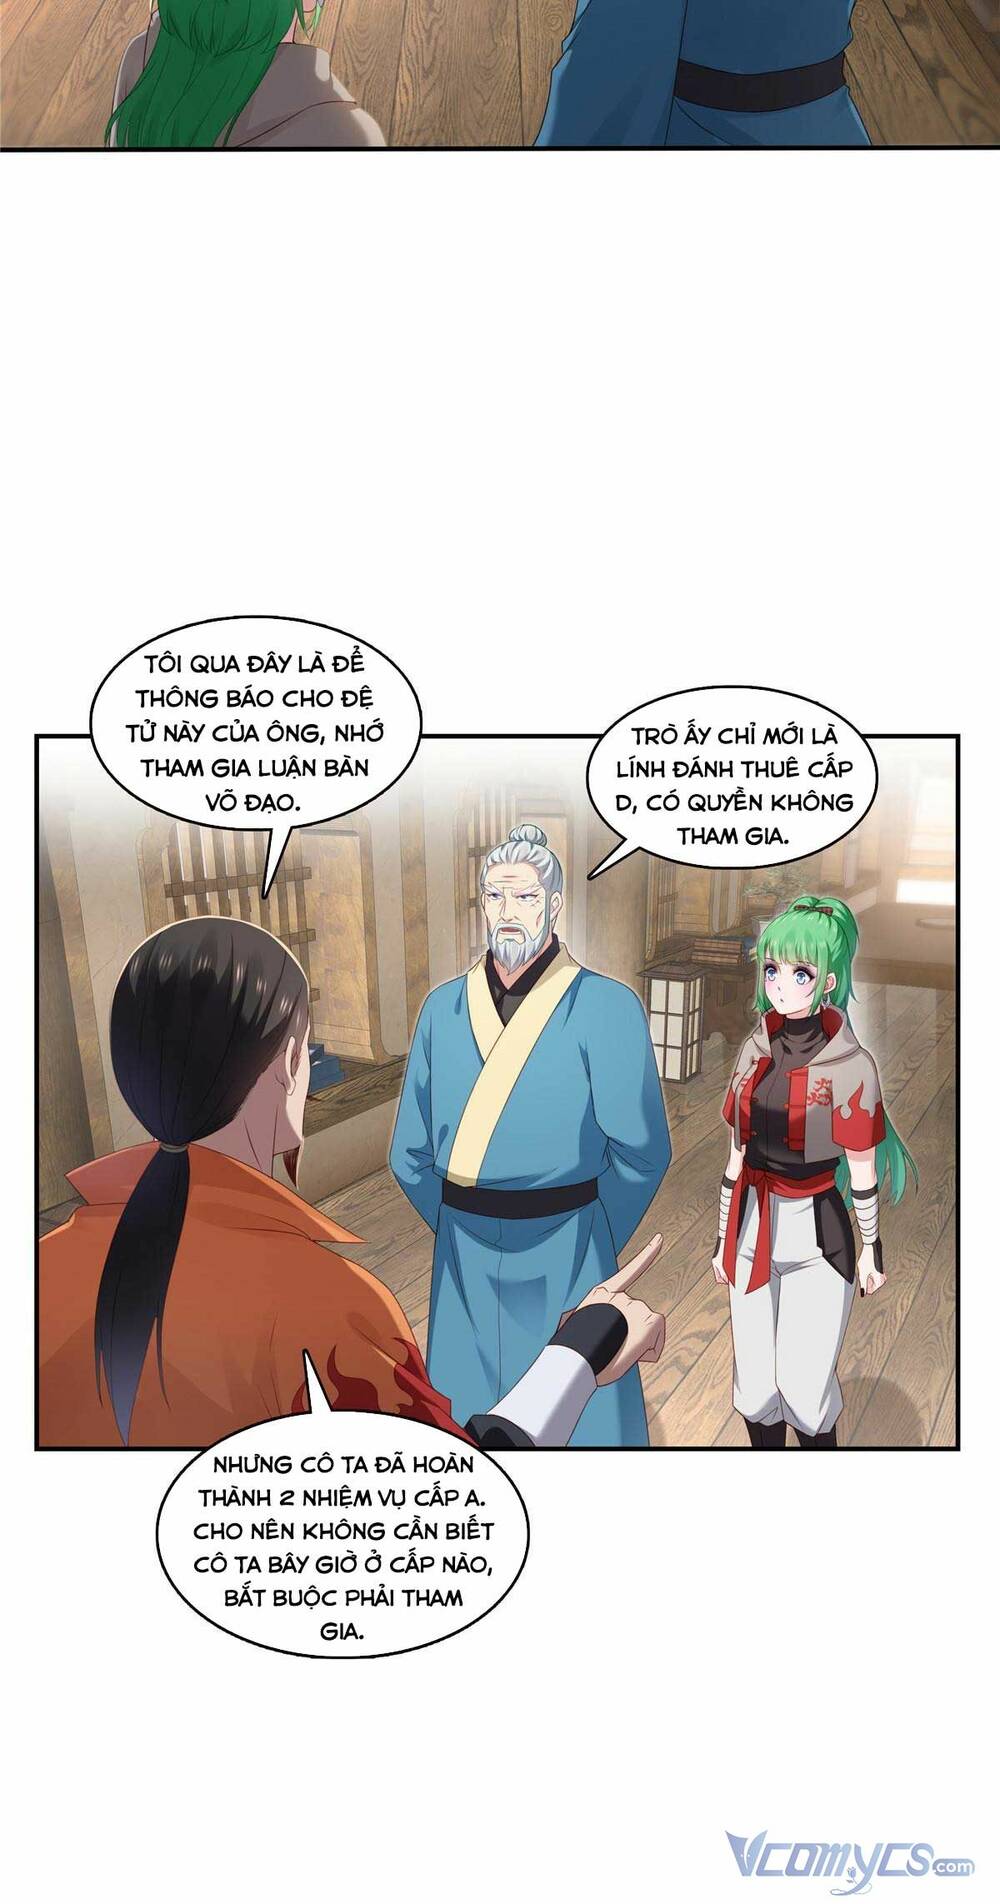 TÔI QUA ĐÂY LÀ ĐỂ
THÔNG BÁO CHO ĐỆ
TỬ NÀY CỦA ÔNG, NHỚ
THAM GIA LUẬN BÀN
VÕ ĐẠO.
TRÒ ẤY CHỈ MỚI LÀ
LÍNH ĐÁNH THUÊ CẤP
D, CÓ QUYỀN KHÔNG
THAM GIA.
NHƯNG CÔ TA ĐÃ HOÀN
THÀNH 2 NHIỆM VỤ CẤP A.
CHO NÊN KHÔNG CẦN BIẾT
CÔ TA BÂY GIỜ Ở CẤP NÀO,
BẮT BUỘC PHẢI THAM
GIA.
VCOMYCS.com